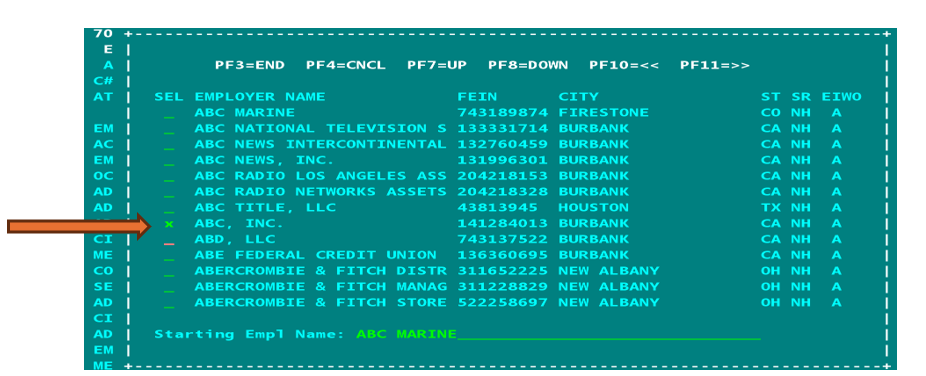 70 +--------------------------------------------------------------------+
E
A PF3=END PF4=CNCL PF7=UP PF8=DOWN PF10=<< PF11=>>
C#
AT SEL EMPLOYER NAME FEIN CITY ST SR EIWO
_ ABC MARINE 743189874 FIRESTONE CO NH A
EM _ ABC NATIONAL TELEVISION S 133331714 BURBANK CA NH A
AC _ ABC NEWS INTERCONTINENTAL 132760459 BURBANK CA NH A
EM _ ABC NEWS, INC. 131996301 BURBANK CA NH A
OC _ ABC RADIO LOS ANGELES ASS 204218153 BURBANK CA NH A
AD _ ABC RADIO NETWORKS ASSETS 204218328 BURBANK CA NH A
AD _ ABC TITLE, LLC 43813945 HOUSTON TX NH A
x ABC, INC. 141284013 BURBANK CA NH A
CI _ ABD, LLC 743137522 BURBANK CA NH A
ME _ ABE FEDERAL CREDIT UNION 136360695 BURBANK CA NH A
CO _ ABERCROMBIE & FITCH DISTR 311652225 NEW ALBANY OH NH A
SE _ ABERCROMBIE & FITCH MANAG 311228829 NEW ALBANY OH NH A
AD _ ABERCROMBIE & FITCH STORE 522258697 NEW ALBANY OH NH A
CI
AD Starting Empl Name: ABC MARINE______________________________
EM
ME +--------------------------------------------------------------------+